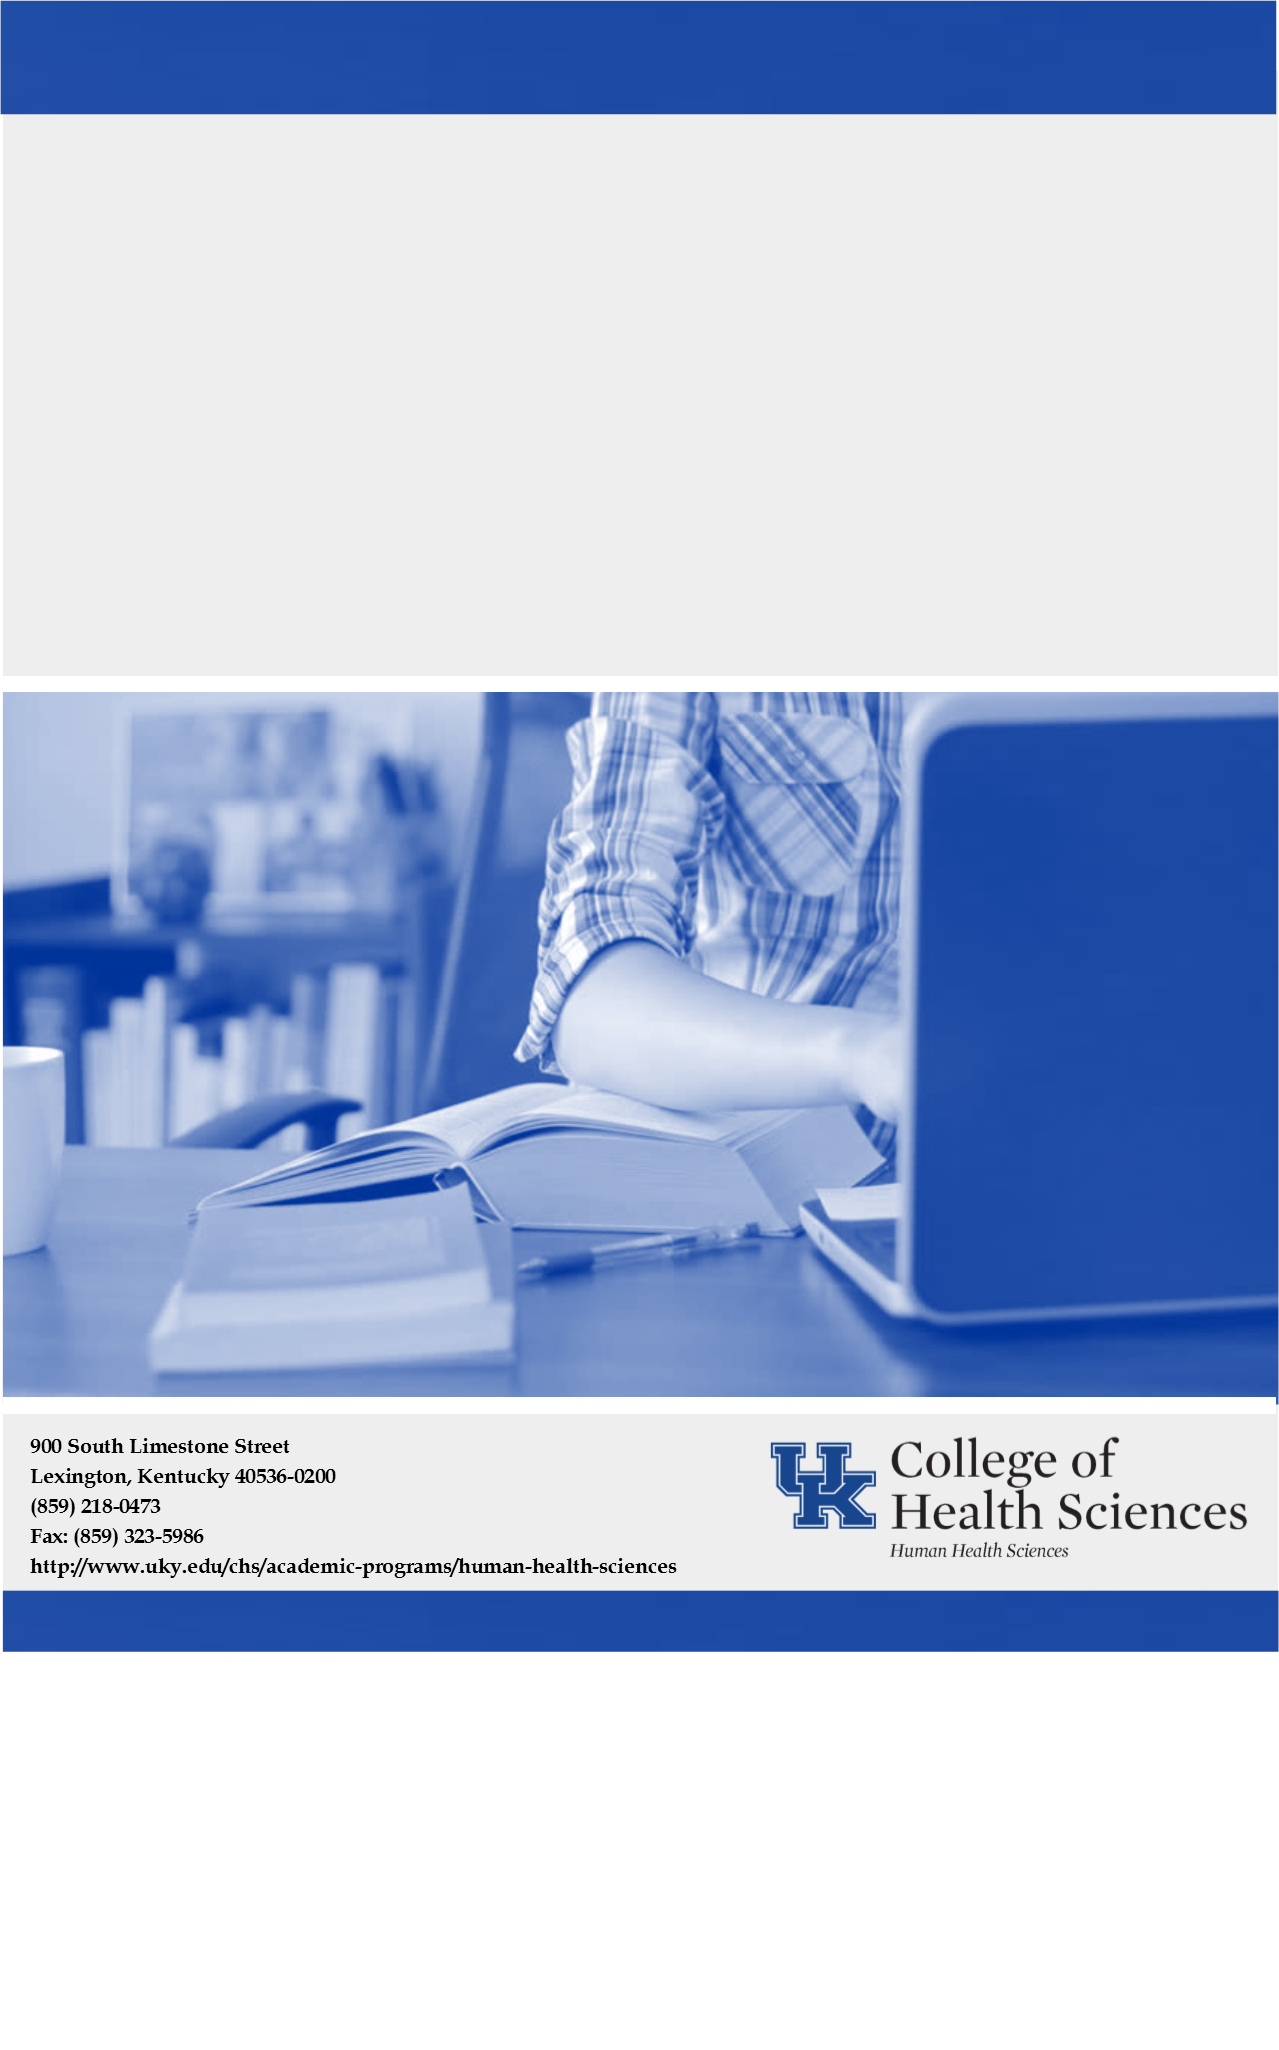 900 South Limestone Street
Lexington, Kentucky 40536-0200
(859) 218-0473
Fax: (859) 323-5986
http://www.uky.edu/chs/academic-programs/human-health-sciences
UK
College of
Health Sciences
Human Health Sciences